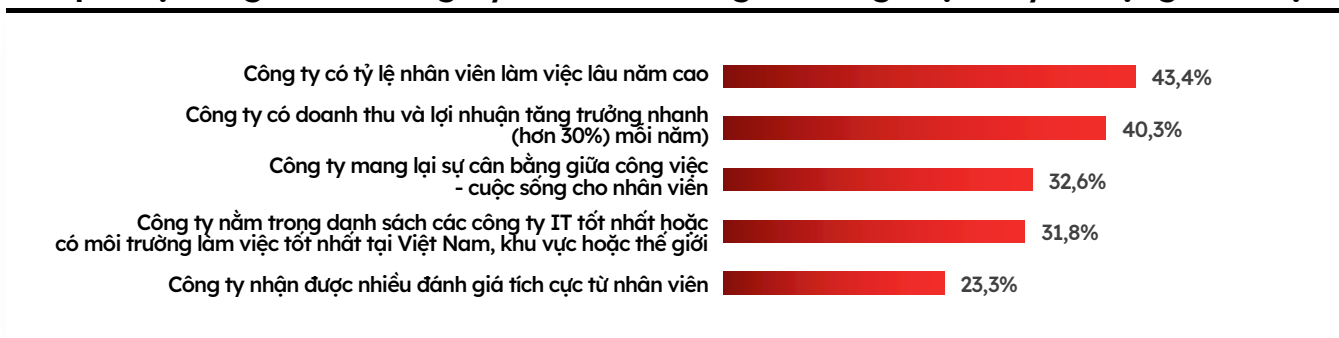 Công ty có tỷ lệ nhân viên làm việc lâu năm cao
43,4%
Công ty có doanh thu và lợi nhuận tăng trưởng nhanh
(hơn 30%) mỗi năm)
40,3%
Công ty mang lại sự cân bằng giữa công việc
- cuộc sống cho nhân viên
32,6%
Công ty nằm trong danh sách các công ty IT tốt nhất hoặc
có môi trường làm việc tốt nhất tại Việt Nam, khu vực hoặc thế giới
31,8%
Công ty nhận được nhiều đánh giá tích cực từ nhân viên
23,3%